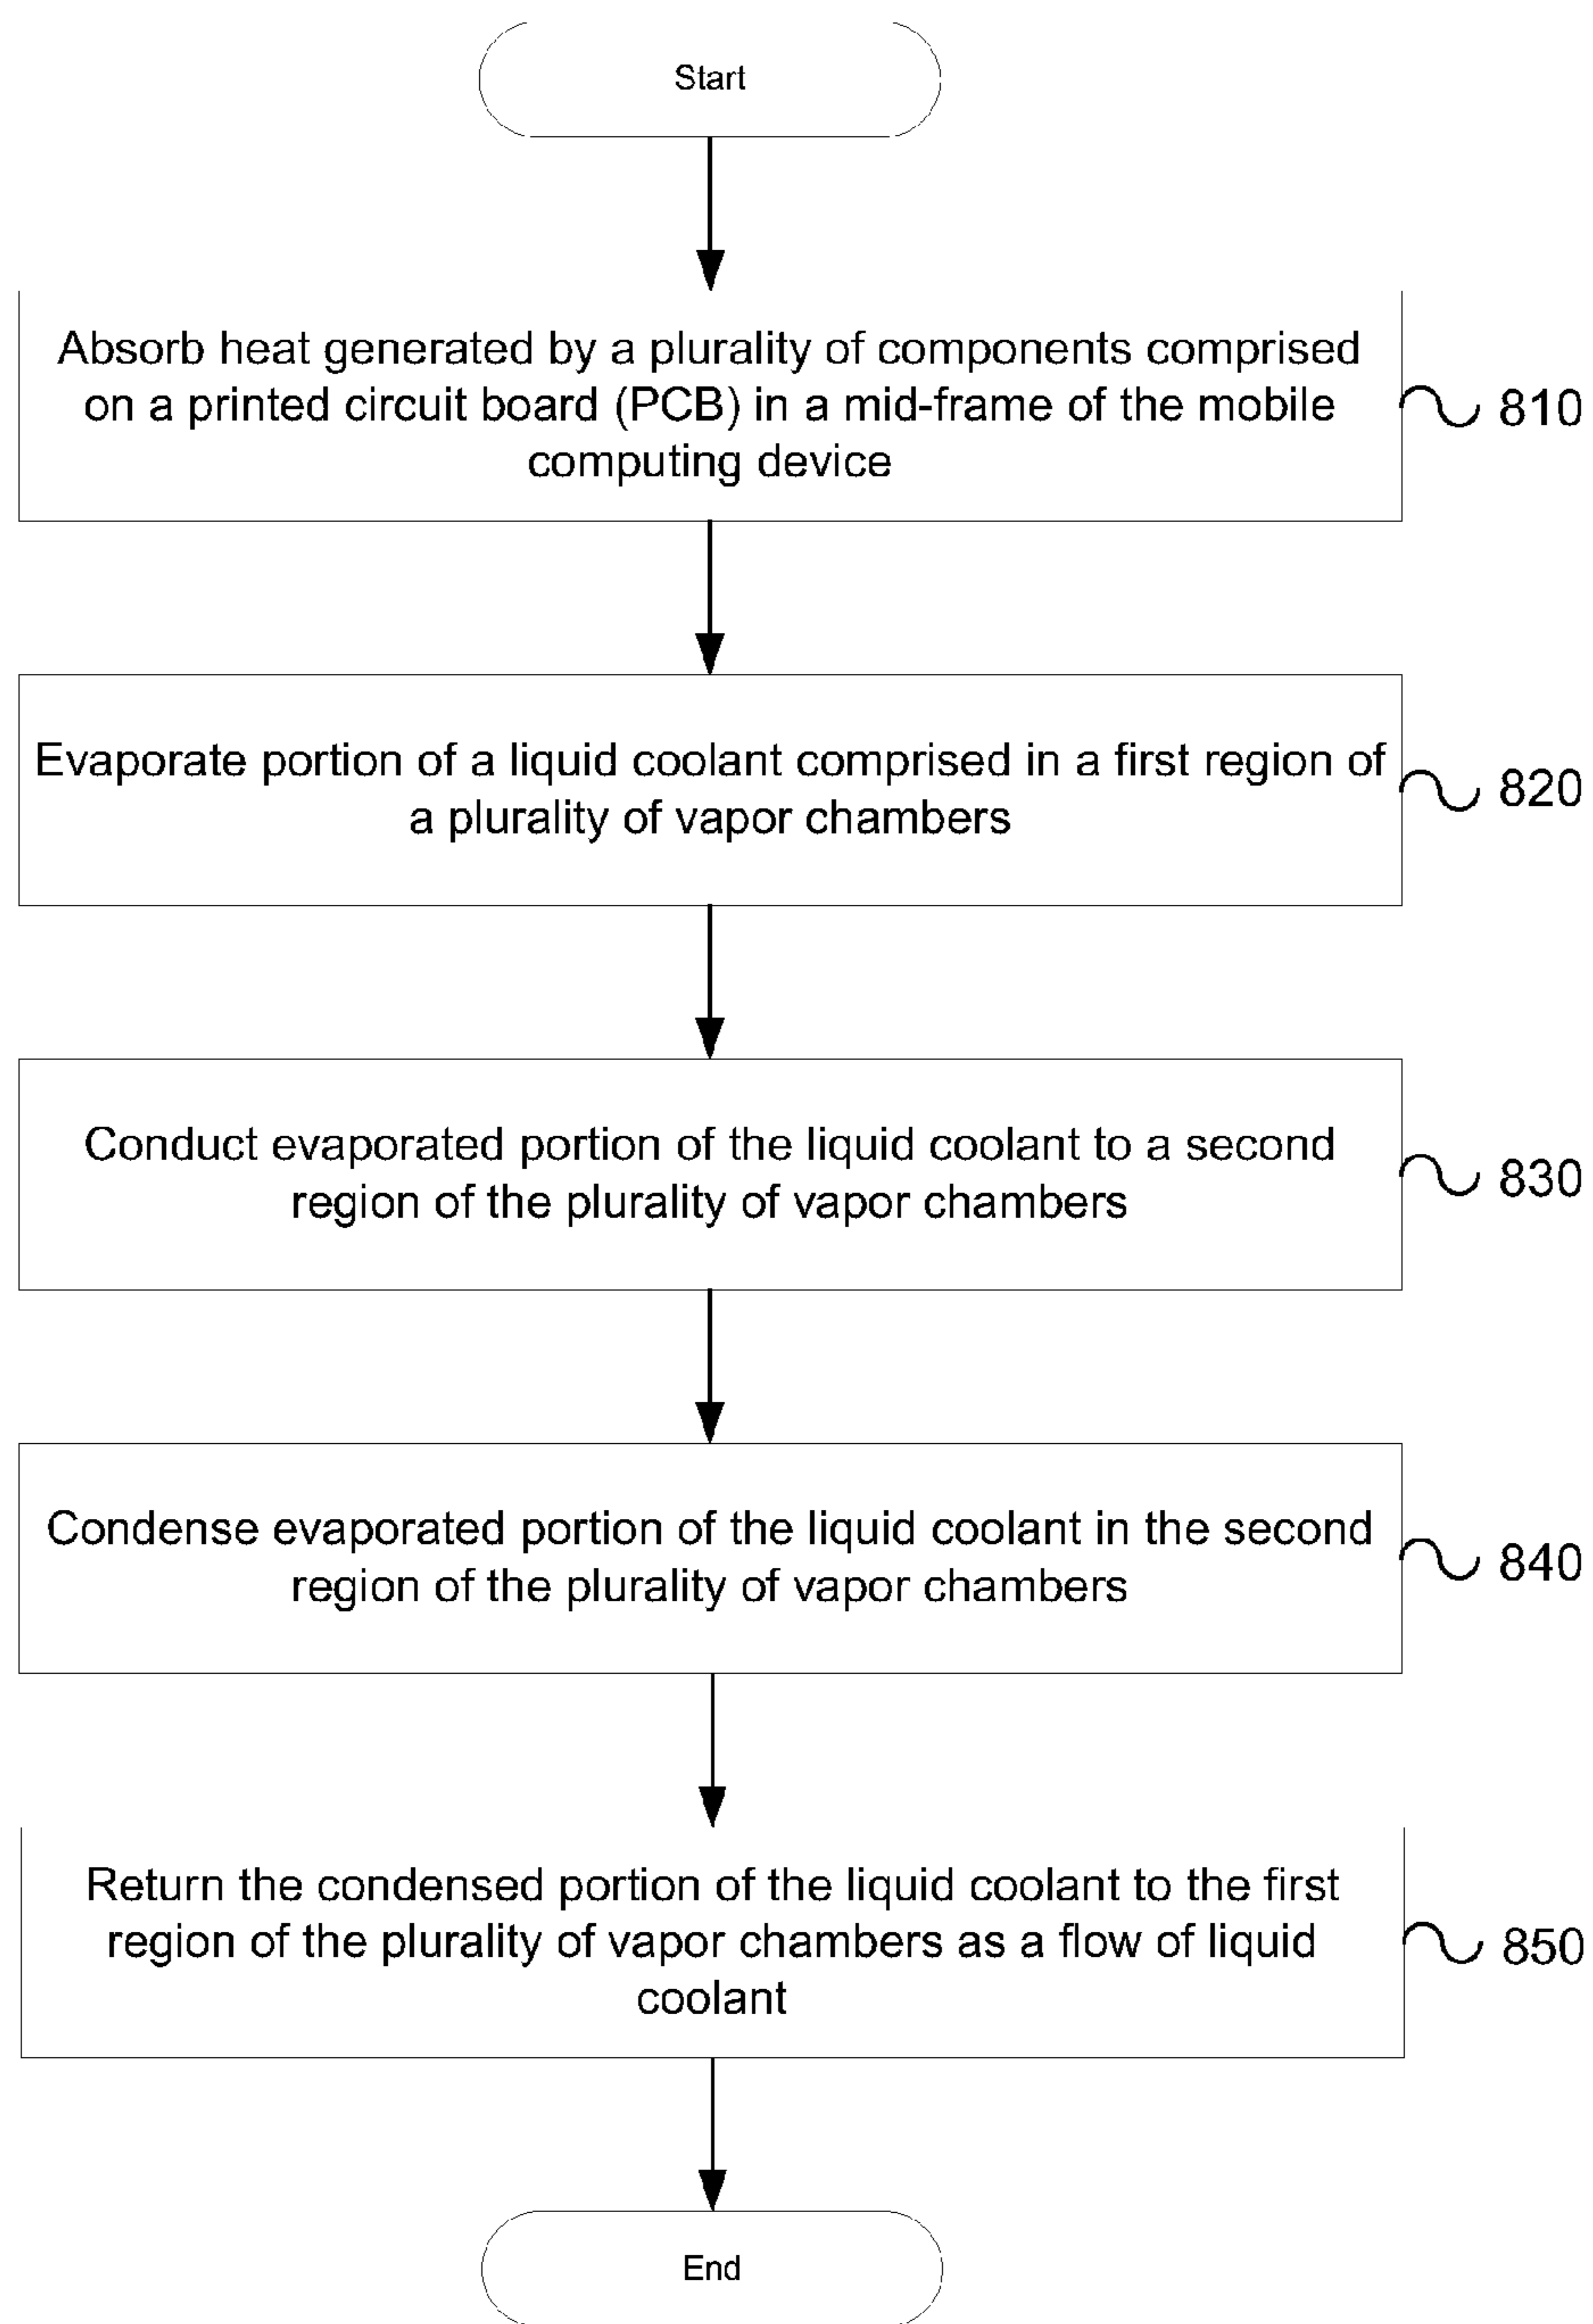 Start
Absorb heat generated by a plurality of components comprised
on a printed circuit board (PCB) in a mid-frame of the mobile
computing device
810
Evaporate portion of a liquid coolant comprised in a first region of
a plurality of vapor chambers
820
Conduct evaporated portion of the liquid coolant to a second
region of the plurality of vapor chambers
830
Condense evaporated portion of the liquid coolant in the second
region of the plurality of vapor chambers
840
Return the condensed portion of the liquid coolant to the first
region of the plurality of vapor chambers as a flow of liquid
coolant
850
End